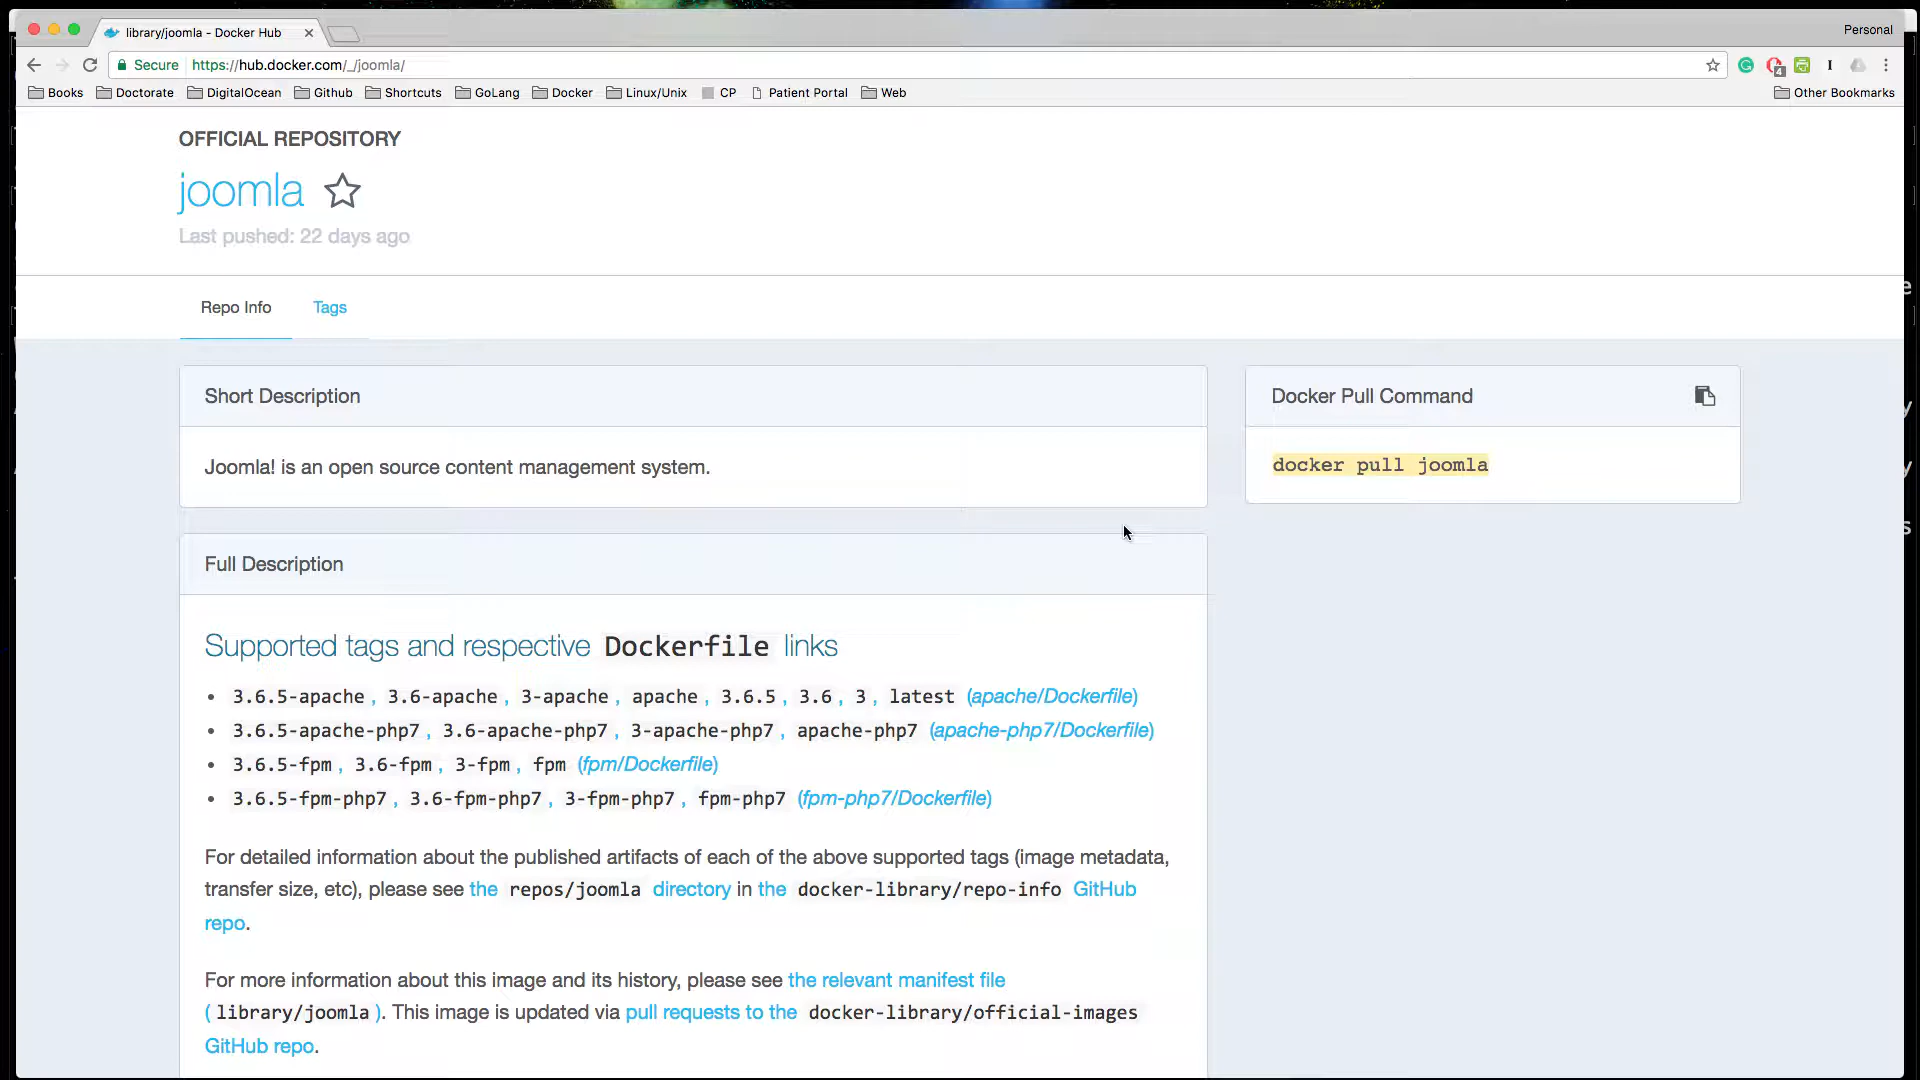 library/joomla - Docker Hub
Personal
Secure https://hub.docker.com/_/joomla/
4
I
Books Doctorate DigitalOcean Github Shortcuts GoLang Docker Linux/Unix CP Patient Portal Web Other Bookmarks
OFFICIAL REPOSITORY
joomla
Last pushed: 22 days ago
Repo Info Tags
Short Description
Joomla! is an open source content management system.
Docker Pull Command
docker pull joomla
Full Description
Supported tags and respective Dockerfile links
• 3.6.5-apache, 3.6-apache, 3-apache, apache, 3.6.5, 3.6, 3, latest (apache/Dockerfile)
• 3.6.5-apache-php7, 3.6-apache-php7, 3-apache-php7, apache-php7 (apache-php7/Dockerfile)
• 3.6.5-fpm, 3.6-fpm, 3-fpm, fpm (fpm/Dockerfile)
• 3.6.5-fpm-php7, 3.6-fpm-php7, 3-fpm-php7, fpm-php7 (fpm-php7/Dockerfile)
For detailed information about the published artifacts of each of the above supported tags (image metadata,
transfer size, etc), please see the repos/joomla directory in the docker-library/repo-info GitHub
repo.
For more information about this image and its history, please see the relevant manifest file
(library/joomla). This image is updated via pull requests to the docker-library/official-images
GitHub repo.